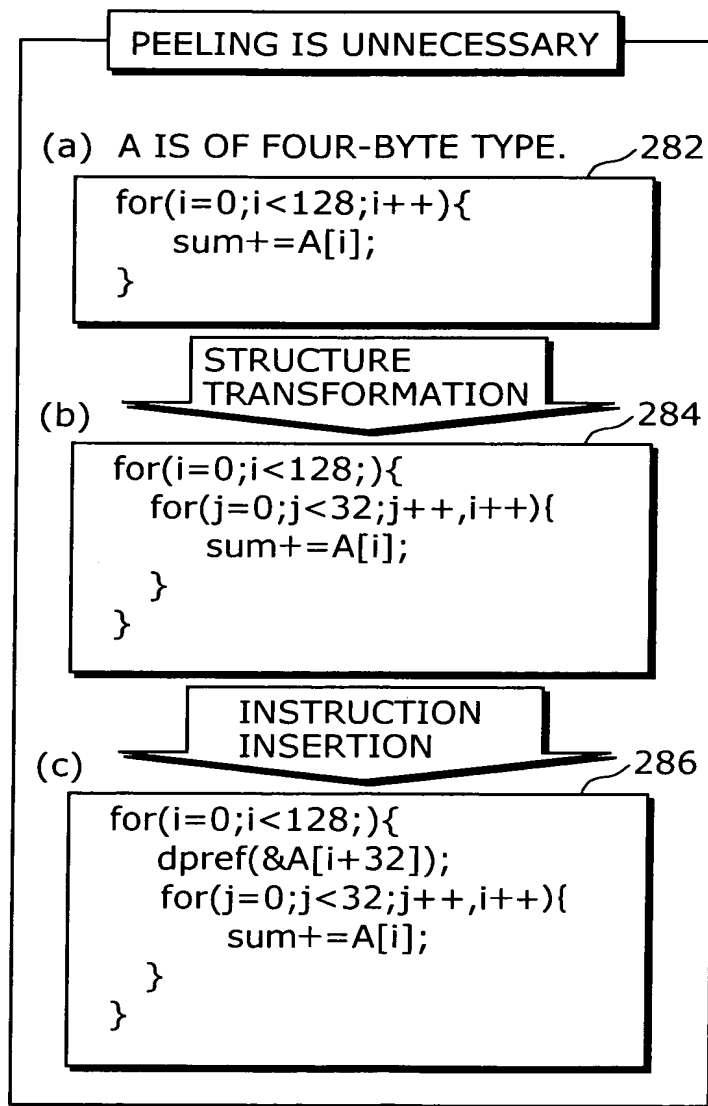 PEELING IS UNNECESSARY
(a) A IS OF FOUR-BYTE TYPE.
282
for(i=0;i<128;i++){
sum+=A[i];
}
STRUCTURE
TRANSFORMATION
(b)
284
for(i=0;i<128;){
for(j=0;j<32;j++,i++){
sum+=A[i];
}
}
INSTRUCTION
INSERTION
(c)
286
for(i=0;i<128;){
dpref(&A[i+32]);
for(j=0;j<32;j++,i++){
sum+=A[i];
}
}